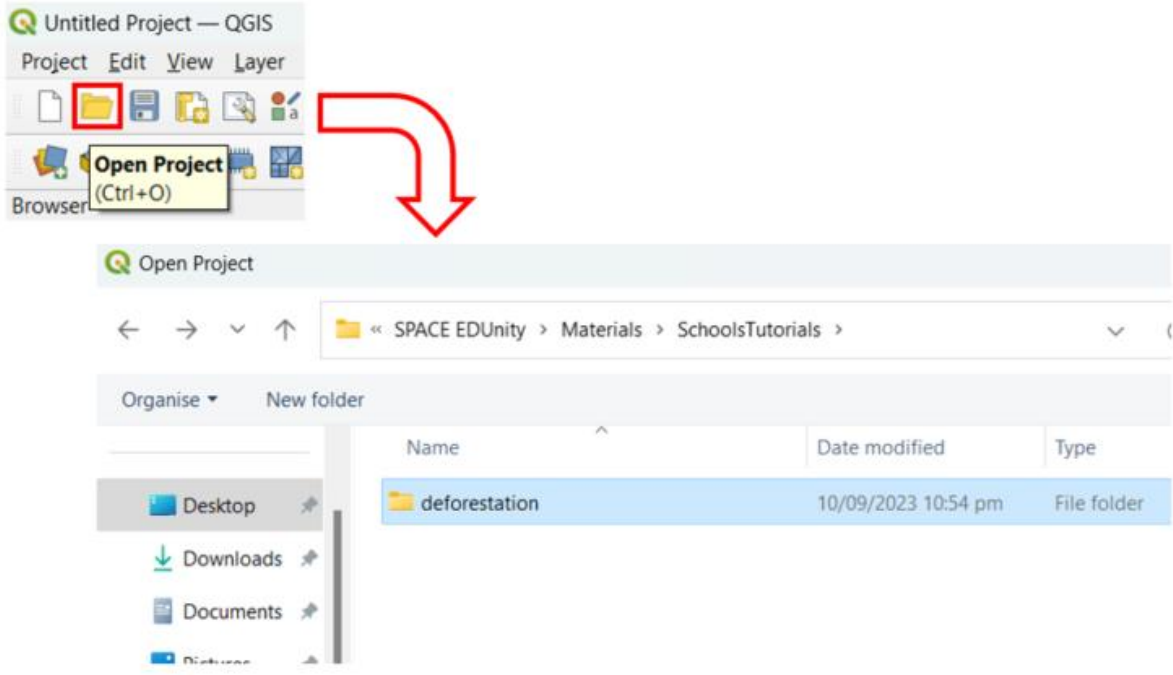 Untitled Project — QGIS
Project Edit View Layer
Open Project
(Ctrl+O)
Browser
Open Project
« SPACE EDUnity > Materials > SchoolsTutorials >
Organise New folder
Name Date modified Type
Desktop
deforestation 10/09/2023 10:54 pm File folder
Downloads
Documents
Pictures